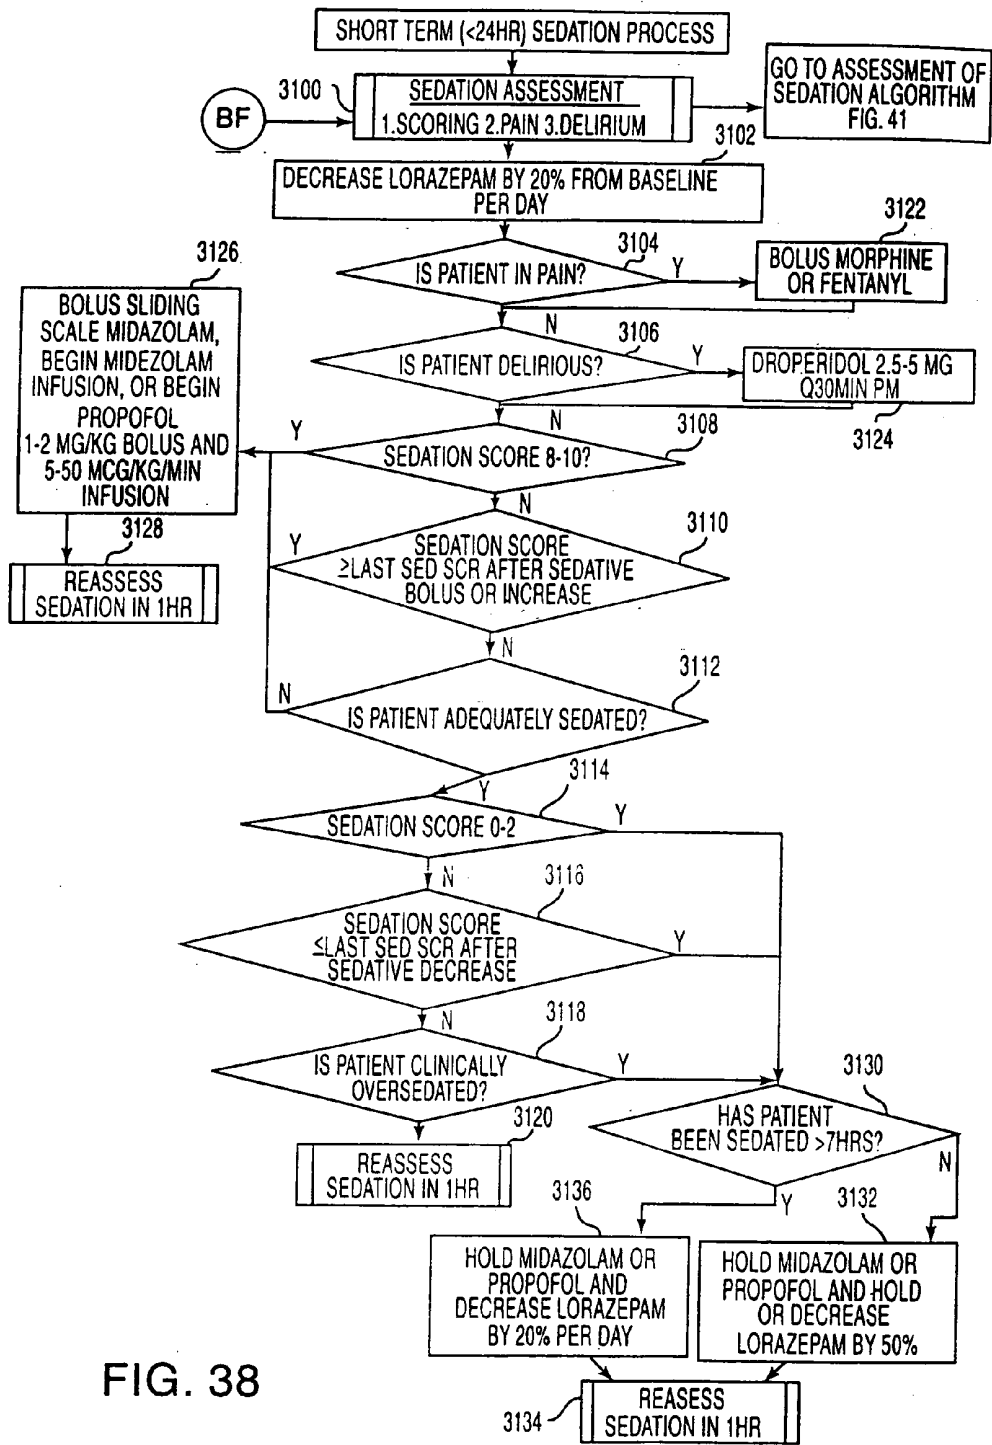 SHORT TERM (<24HR) SEDATION PROCESS
3100
BF
SEDATION ASSESSMENT
1.SCORING 2.PAIN 3.DELIRIUM
GO TO ASSESSMENT OF
SEDATION ALGORITHM
FIG. 41
3102
DECREASE LORAZEPAM BY 20% FROM BASELINE
PER DAY
3104
IS PATIENT IN PAIN?
Y
3122
BOLUS MORPHINE
OR FENTANYL
N
3106
IS PATIENT DELIRIOUS?
Y
DROPERIDOL 2.5-5 MG
Q30MIN PM
3124
N
3108
SEDATION SCORE 8-10?
Y
3126
BOLUS SLIDING
SCALE MIDAZOLAM,
BEGIN MIDEZOLAM
INFUSION, OR BEGIN
PROPOFOL
1-2 MG/KG BOLUS AND
5-50 MCG/KG/MIN
INFUSION
3128
REASSESS
SEDATION IN 1HR
N
3110
Y
SEDATION SCORE
≥LAST SED SCR AFTER SEDATIVE
BOLUS OR INCREASE
N
3112
N
IS PATIENT ADEQUATELY SEDATED?
Y
3114
SEDATION SCORE 0-2
Y
N
3116
SEDATION SCORE
≤LAST SED SCR AFTER
SEDATIVE DECREASE
Y
N
3118
IS PATIENT CLINICALLY
OVERSEDATED?
Y
3120
REASSESS
SEDATION IN 1HR
3130
HAS PATIENT
BEEN SEDATED >7HRS?
N
Y
3136
HOLD MIDAZOLAM OR
PROPOFOL AND
DECREASE LORAZEPAM
BY 20% PER DAY
3132
HOLD MIDAZOLAM OR
PROPOFOL AND HOLD
OR DECREASE
LORAZEPAM BY 50%
3134
REASESS
SEDATION IN 1HR
FIG. 38